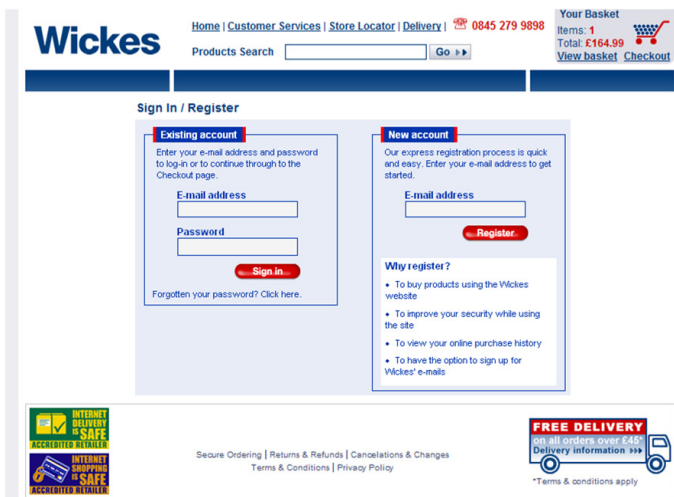 Wickes
Home | Customer Services | Store Locator | Delivery | 0845 279 9898
Products Search
Go
Your Basket
Items: 1
Total: £164.99
View basket Checkout
Sign In / Register
Existing account
Enter your e-mail address and password
to log-in or to continue through to the
Checkout page.
E-mail address
Password
Sign in
Forgotten your password? Click here.
New account
Our express registration process is quick
and easy. Enter your e-mail address to get
started.
E-mail address
Register
Why register?
To buy products using the Wickes
website
To improve your security while using
the site
To view your online purchase history
To have the option to sign up for
Wickes' e-mails
INTERNET
DELIVERY
IS SAFE
ACCREDITED RETAILER
INTERNET
SHOPPING
IS SAFE
ACCREDITED RETAILER
Secure Ordering | Returns & Refunds | Cancelations & Changes
Terms & Conditions | Privacy Policy
FREE DELIVERY
on all orders over £45*
Delivery information
*Terms & conditions apply